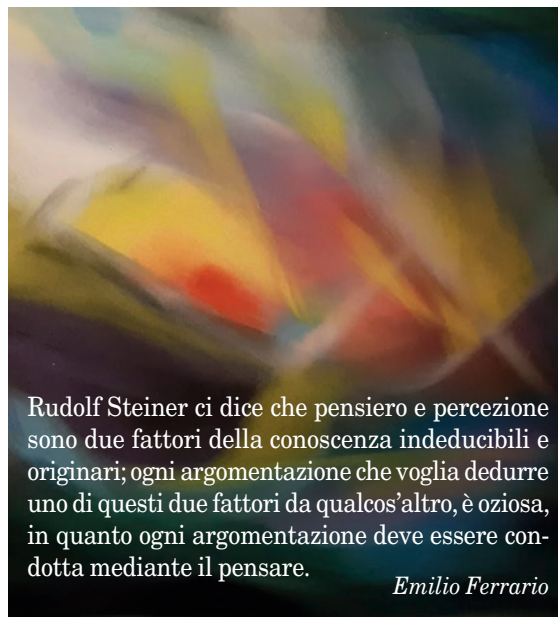 Rudolf Steiner ci dice che pensiero e percezione
sono due fattori della conoscenza indeducibili e
originari; ogni argomentazione che voglia dedurre
uno di questi due fattori da qualcos’altro, è oziosa,
in quanto ogni argomentazione deve essere con-
dotta mediante il pensare.
Emilio Ferrario